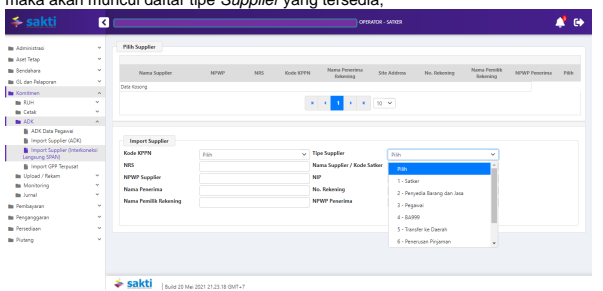 maka akan muncul daftar tipe Supplier yang tersedia;
sakti
OPERATOR - SATKER
Administrasi
Aset Tetap
Bendahara
GL dan Pelaporan
Komitmen
RUH
Cetak
ADK
ADK Data Pegawai
Import Supplier (ADK)
Import Supplier (Interkoneksi
Langsung SPAN)
Import GPP Terpusat
Upload / Rekam
Monitoring
Jurnal
Pembayaran
Penganggaran
Persediaan
Piutang
Pilih Supplier
Nama Supplier NPWP NRS Kode KPPN Nama Penerima Rekening Site Address No. Rekening Nama Pemilik Rekening NPWP Penerima Pilih
Data Kosong
1 10
Import Supplier
Kode KPPN Pilih Tipe Supplier Pilih
NRS Nama Supplier / Kode Satker
NPWP Supplier NIP
Nama Penerima No. Rekening
Nama Pemilik Rekening NPWP Penerima
Pilih
1 - Satker
2 - Penyedia Barang dan Jasa
3 - Pegawai
4 - BA999
5 - Transfer ke Daerah
6 - Penerusan Pinjaman
sakti Build 20 Mei 2021 21.23.18 GMT+7